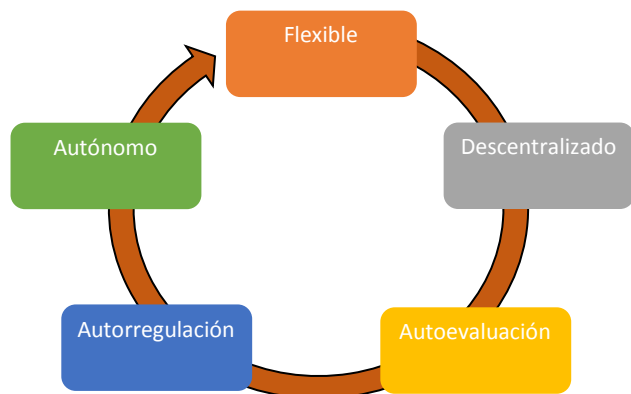 Flexible
Descentralizado
Autoevaluación
Autorregulación
Autónomo